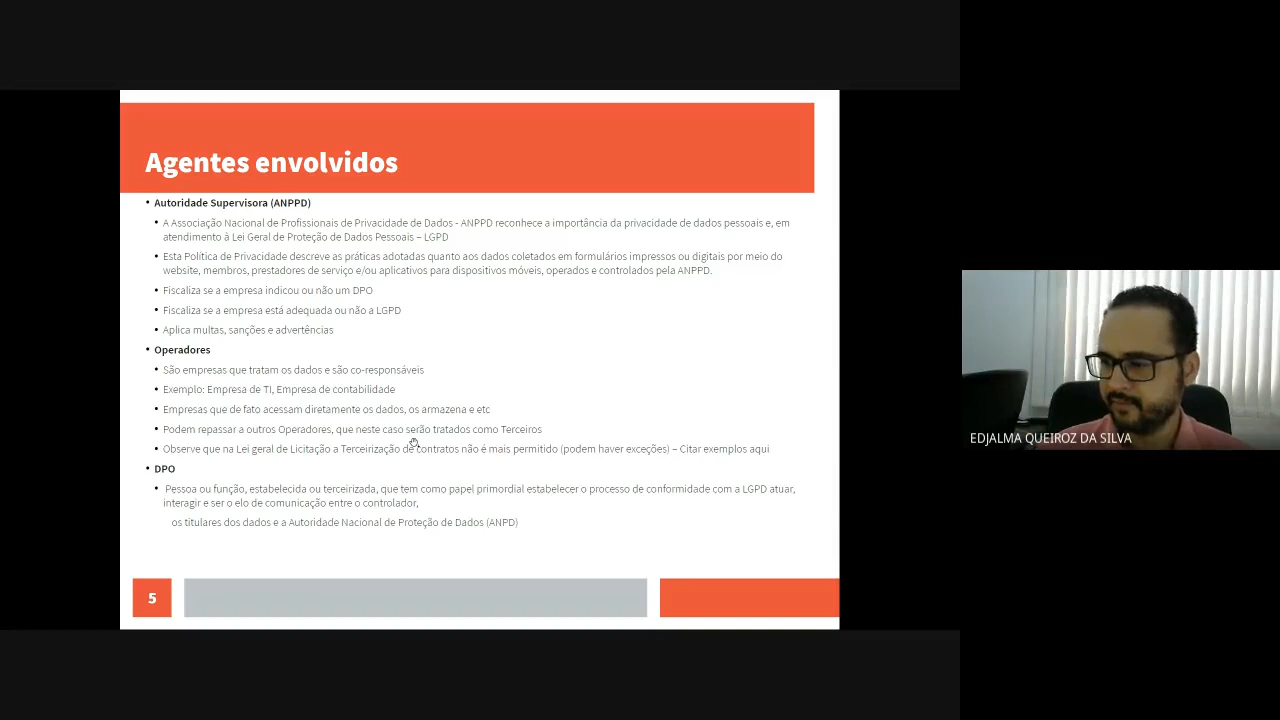 Agentes envolvidos
• Autoridade Supervisora (ANPPD)
• A Associação Nacional de Profissionais de Privacidade de Dados - ANPPD reconhece a importância da privacidade de dados pessoais e, em
atendimento à Lei Geral de Proteção de Dados Pessoais – LGPD
• Esta Política de Privacidade descreve as práticas adotadas quanto aos dados coletados em formulários impressos ou digitais por meio do
website, membros, prestadores de serviço e/ou aplicativos para dispositivos móveis, operados e controlados pela ANPPD.
• Fiscaliza se a empresa indicou ou não um DPO
• Fiscaliza se a empresa está adequada ou não a LGPD
• Aplica multas, sanções e advertências
• Operadores
• São empresas que tratam os dados e são co-responsáveis
• Exemplo: Empresa de TI, Empresa de contabilidade
• Empresas que de fato acessam diretamente os dados, os armazena e etc
• Podem repassar a outros Operadores, que neste caso serão tratados como Terceiros
• Observe que na Lei geral de Licitação a Terceirização de contratos não é mais permitido (podem haver exceções) – Citar exemplos aqui
• DPO
• Pessoa ou função, estabelecida ou terceirizada, que tem como papel primordial estabelecer o processo de conformidade com a LGPD atuar,
interagir e ser o elo de comunicação entre o controlador,
os titulares dos dados e a Autoridade Nacional de Proteção de Dados (ANPD)
5
EDJALMA QUEIROZ DA SILVA